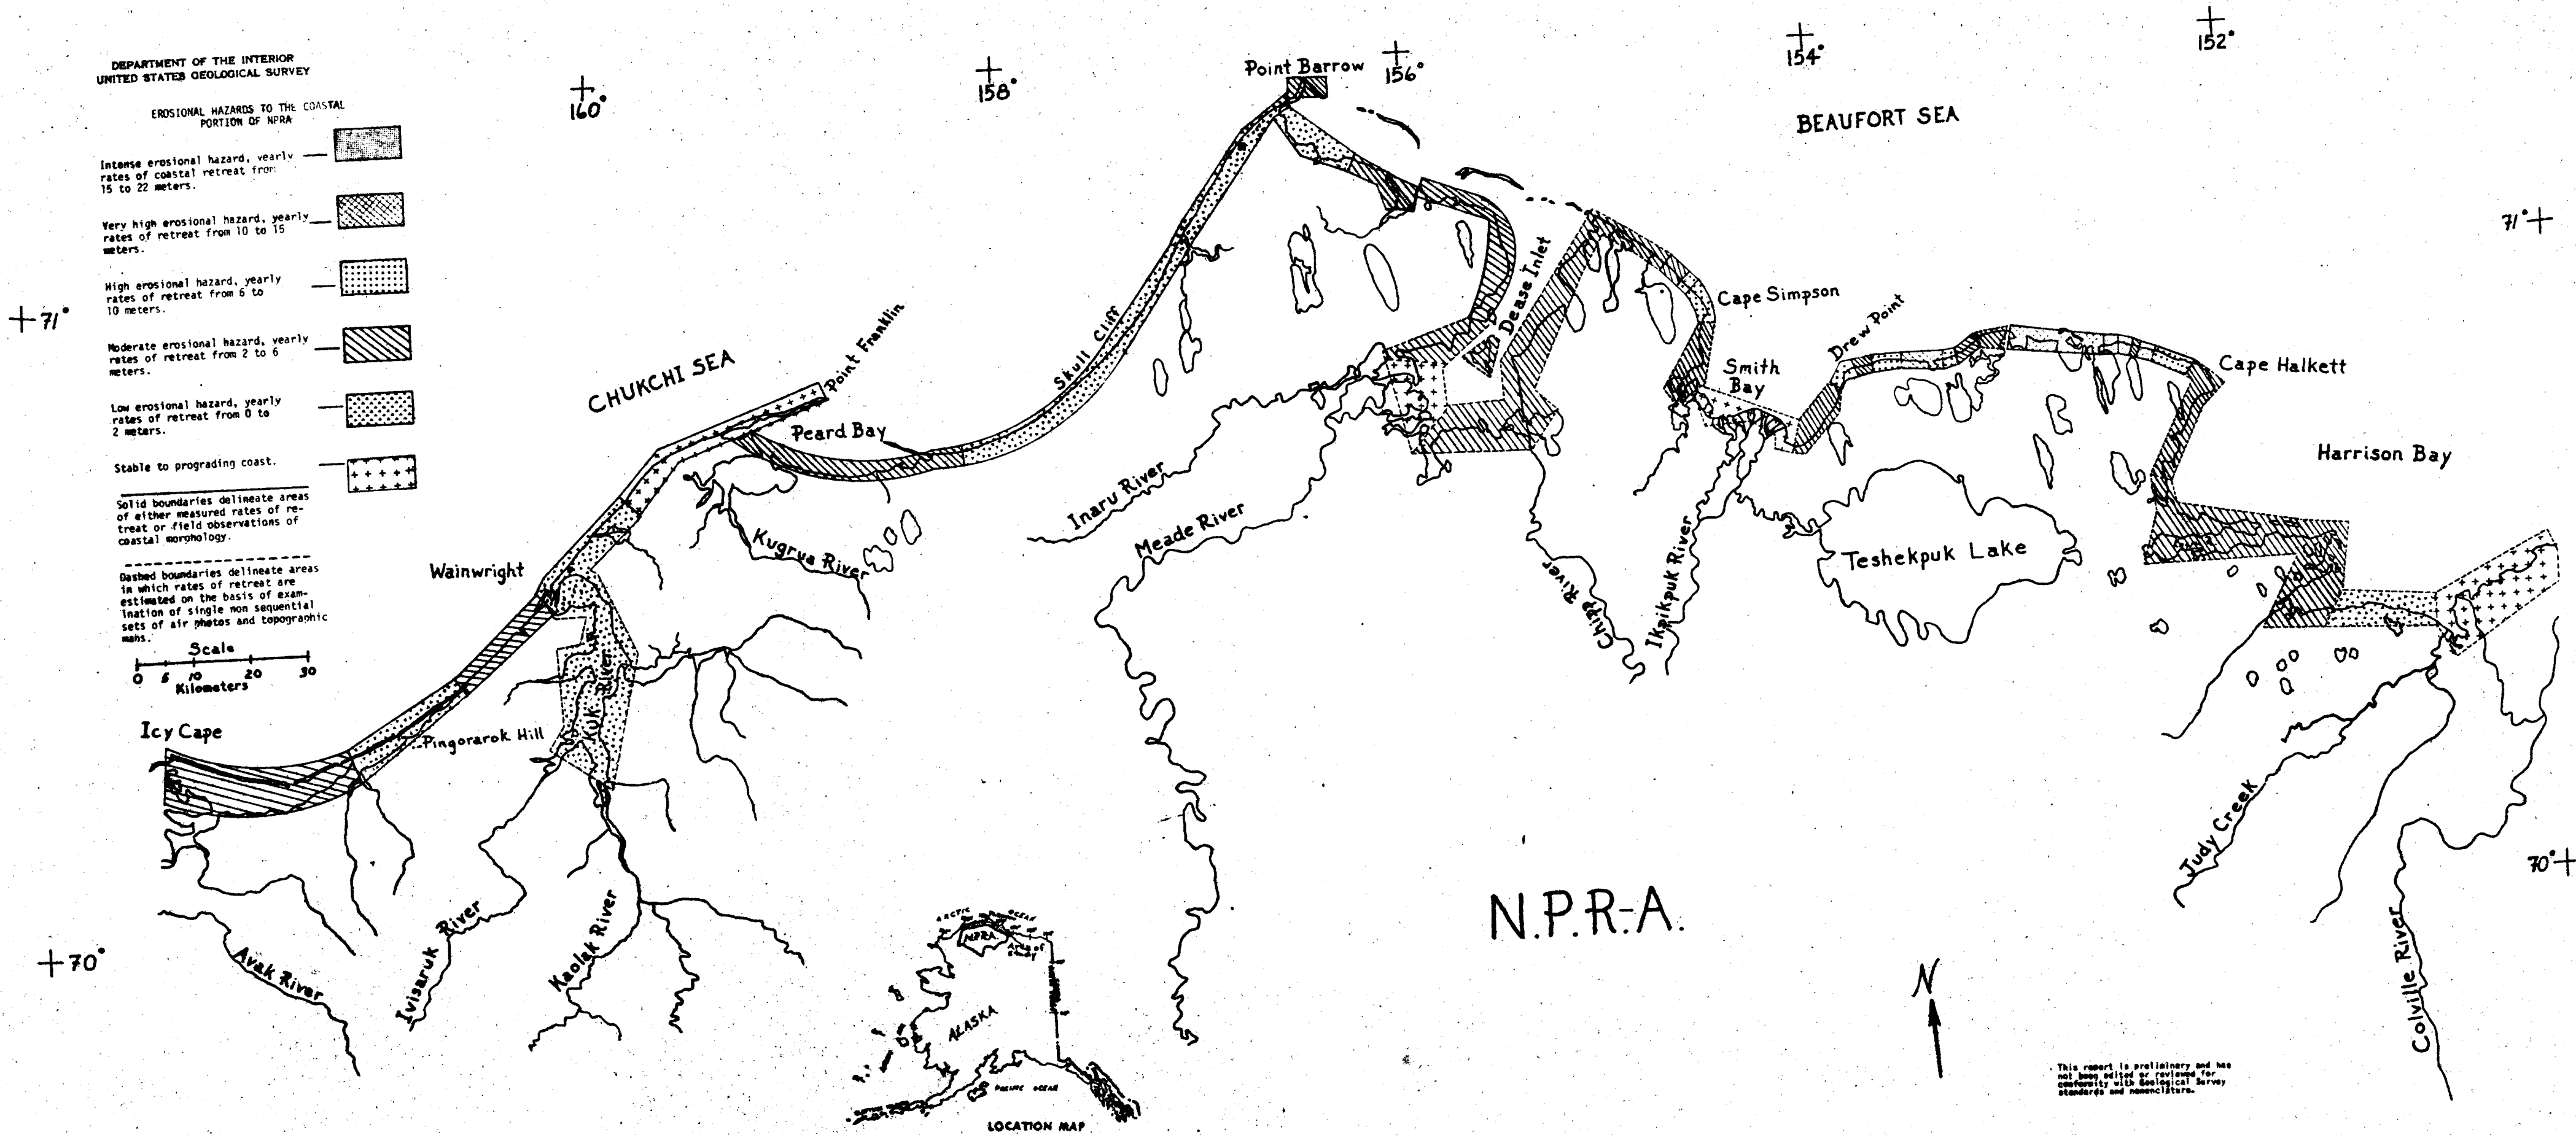 DEPARTMENT OF THE INTERIOR
UNITED STATES GEOLOGICAL SURVEY
EROSIONAL HAZARDS TO THE COASTAL
PORTION OF NPRA
Intense erosional hazard, yearly
rates of coastal retreat from
15 to 22 meters.
Very high erosional hazard, yearly
rates of retreat from 10 to 15
meters.
High erosional hazard, yearly
rates of retreat from 6 to
10 meters.
Moderate erosional hazard, yearly
rates of retreat from 2 to 6
meters.
Low erosional hazard, yearly
rates of retreat from 0 to
2 meters.
Stable to prograding coast.
Solid boundaries delineate areas
of either measured rates of re-
treat or field observations of
coastal morphology.
Dashed boundaries delineate areas
in which rates of retreat are
estimated on the basis of exam-
ination of single non sequential
sets of air photos and topographic
maps.
Scale
0 5 10 20 30
Kilometers
160°
158°
156°
154°
152°
71°
71°
70°
70°
Point Barrow
BEAUFORT SEA
CHUKCHI SEA
Point Franklin
Skull Cliff
Peard Bay
Dease Inlet
Cape Simpson
Smith
Bay
Drew Point
Cape Halkett
Harrison Bay
Wainwright
Kugrua River
Inaru River
Meade River
Chipp River
Ikpikpuk River
Teshekpuk Lake
Kuk River
Icy Cape
Pingorarok Hill
Judy Creek
Colville River
Avak River
Ivisaruk River
Kaolak River
N.P.R-A.
N
ARCTIC OCEAN
NPRA
Area of
Study
ALASKA
PACIFIC OCEAN
LOCATION MAP
This report is preliminary and has
not been edited or reviewed for
conformity with Geological Survey
standards and nomenclature.